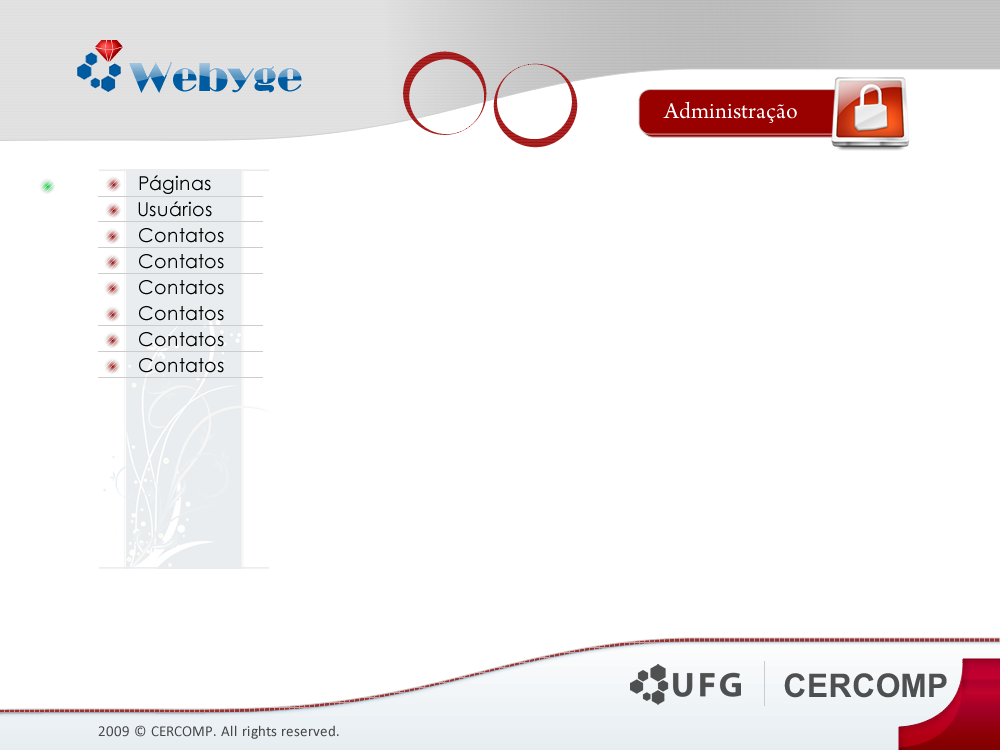 Webyge
Administração
Páginas
Usuários
Contatos
Contatos
Contatos
Contatos
Contatos
Contatos
UFG
CERCOMP
2009 © CERCOMP. All rights reserved.